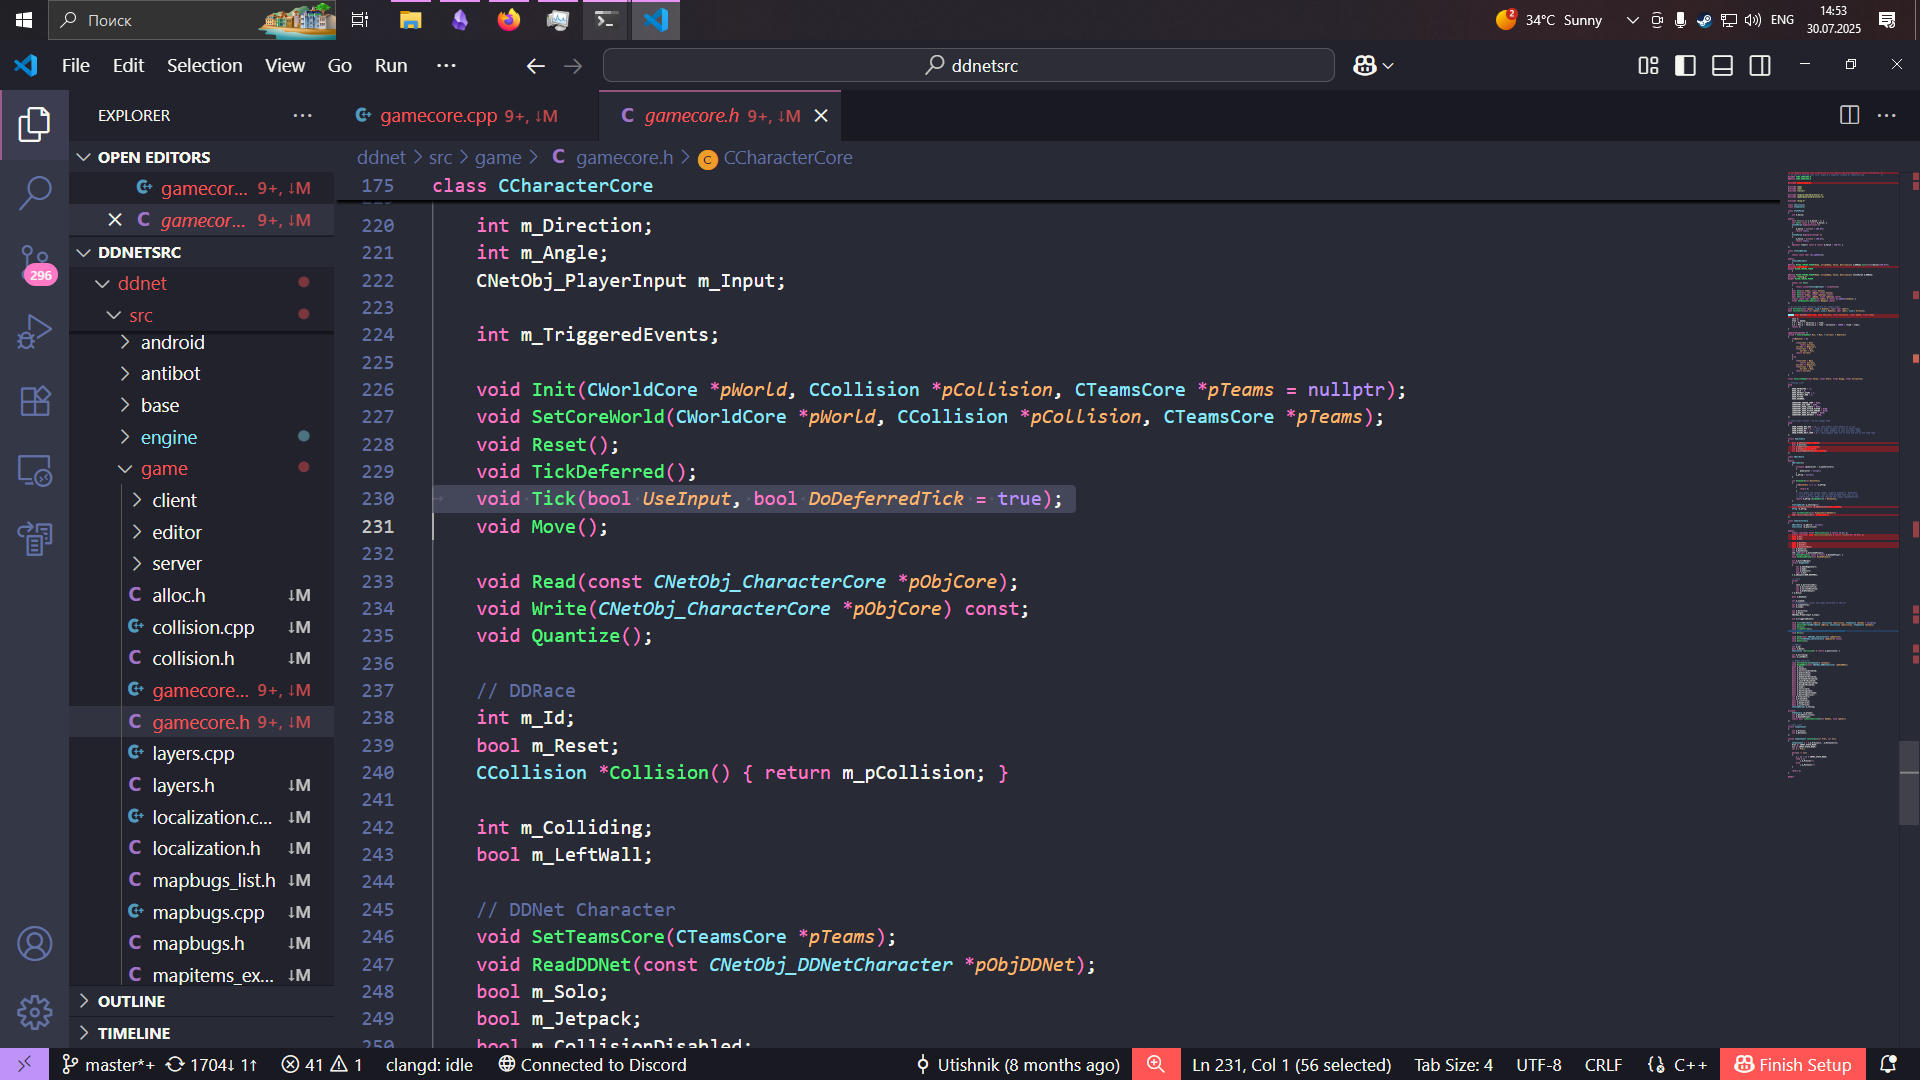 Поиск
2
34°C Sunny
ENG
14:53
30.07.2025
File Edit Selection View Go Run ···
ddnetsrc
EXPLORER ···
gamecore.cpp 9+, ↓M
C gamecore.h 9+, ↓M
OPEN EDITORS
gamecor... 9+, ↓M
C gamecor... 9+, ↓M
DDNETSRC
ddnet
src
android
antibot
base
engine
game
client
editor
server
C alloc.h ↓M
collision.cpp ↓M
C collision.h ↓M
gamecore... 9+, ↓M
C gamecore.h 9+, ↓M
layers.cpp
C layers.h ↓M
localization.c... ↓M
C localization.h ↓M
C mapbugs_list.h ↓M
mapbugs.cpp ↓M
C mapbugs.h ↓M
C mapitems_ex... ↓M
OUTLINE
TIMELINE
296
ddnet > src > game > C gamecore.h > CCharacterCore
175 class CCharacterCore
220 int m_Direction;
221 int m_Angle;
222 CNetObj_PlayerInput m_Input;
223
224 int m_TriggeredEvents;
225
226 void Init(CWorldCore *pWorld, CCollision *pCollision, CTeamsCore *pTeams = nullptr);
227 void SetCoreWorld(CWorldCore *pWorld, CCollision *pCollision, CTeamsCore *pTeams);
228 void Reset();
229 void TickDeferred();
230 void Tick(bool UseInput, bool DoDeferredTick = true);
231 void Move();
232
233 void Read(const CNetObj_CharacterCore *pObjCore);
234 void Write(CNetObj_CharacterCore *pObjCore) const;
235 void Quantize();
236
237 // DDRace
238 int m_Id;
239 bool m_Reset;
240 CCollision *Collision() { return m_pCollision; }
241
242 int m_Colliding;
243 bool m_LeftWall;
244
245 // DDNet Character
246 void SetTeamsCore(CTeamsCore *pTeams);
247 void ReadDDNet(const CNetObj_DDNetCharacter *pObjDDNet);
248 bool m_Solo;
249 bool m_Jetpack;
250 bool m_CollisionDisabled;
master*+ 1704↓ 1↑ 41 1 clangd: idle Connected to Discord
Utishnik (8 months ago) Ln 231, Col 1 (56 selected) Tab Size: 4 UTF-8 CRLF C++ Finish Setup